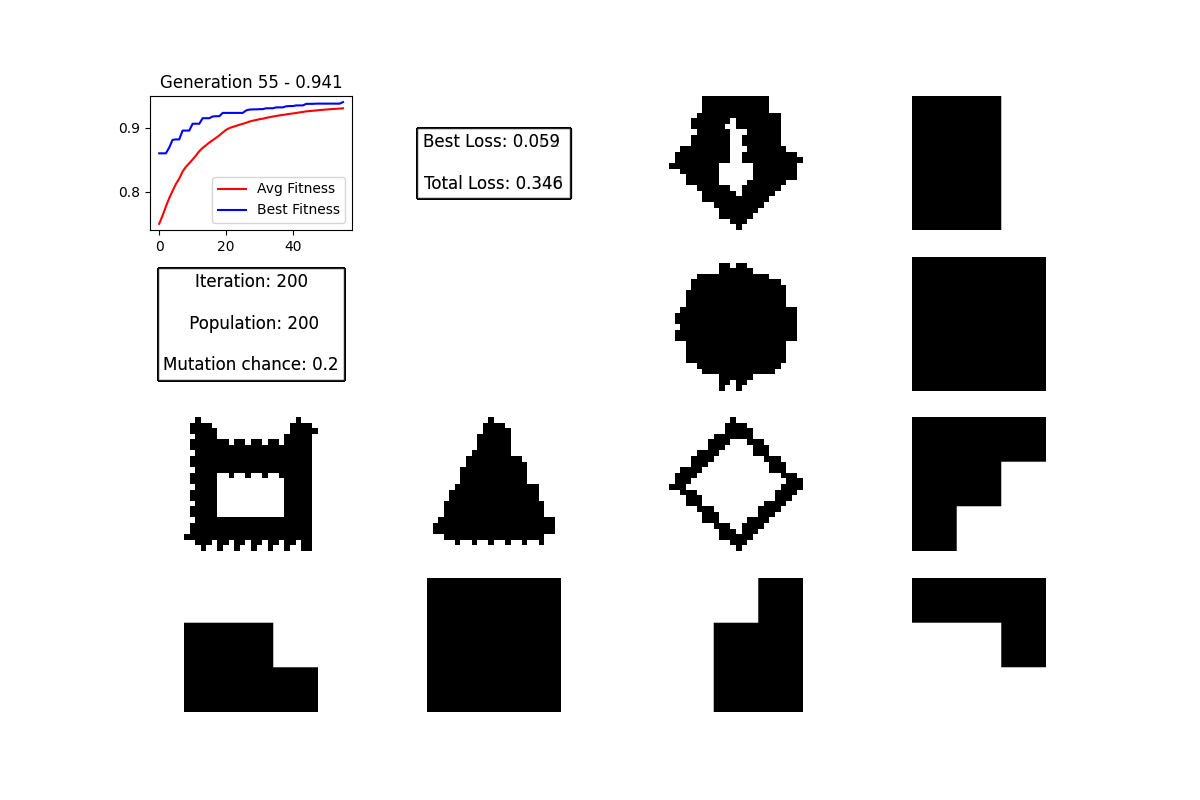 Generation 55 - 0.941
0.9
0.8
Avg Fitness
Best Fitness
0
20
40
Best Loss: 0.059
Total Loss: 0.346
Iteration: 200
Population: 200
Mutation chance: 0.2